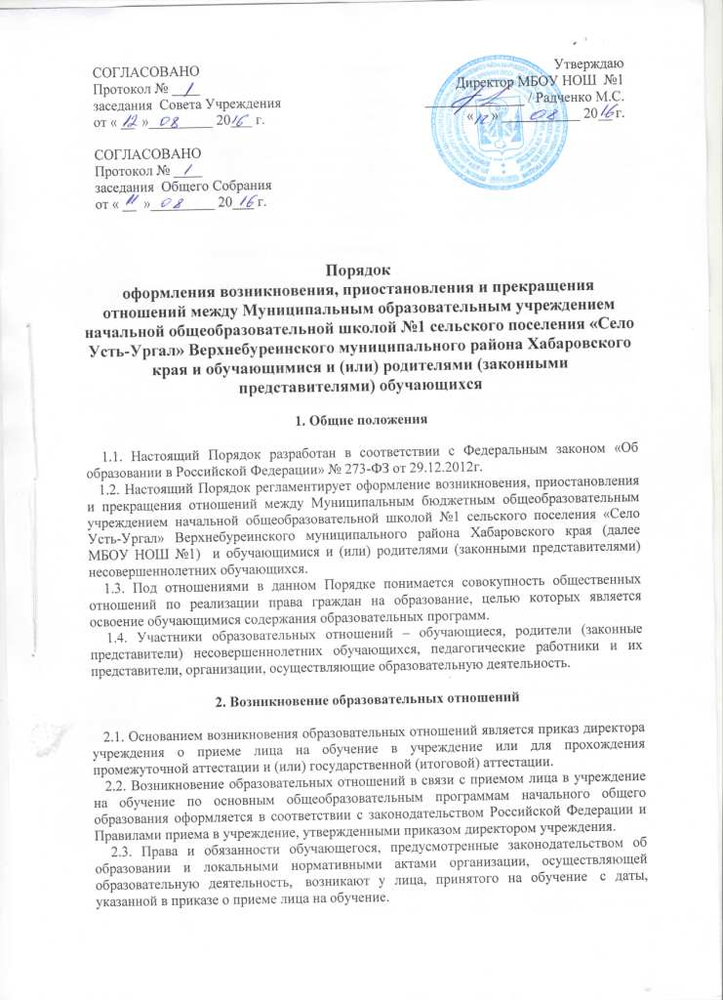 СОГЛАСОВАНО
Протокол № 1
заседания Совета Учреждения
от « 12 » 08 2016 г.
СОГЛАСОВАНО
Протокол № 1
заседания Общего Собрания
от « 11 » 08 2016 г.
Утверждаю
Директор МБОУ НОШ №1
/ Радченко М.С.
« 12 » 08 2016 г.
Порядок
оформления возникновения, приостановления и прекращения
отношений между Муниципальным образовательным учреждением
начальной общеобразовательной школой №1 сельского поселения «Село
Усть-Ургал» Верхнебуреинского муниципального района Хабаровского
края и обучающимися и (или) родителями (законными
представителями) обучающихся
1. Общие положения
1.1. Настоящий Порядок разработан в соответствии с Федеральным законом «Об
образовании в Российской Федерации» № 273-ФЗ от 29.12.2012г.
1.2. Настоящий Порядок регламентирует оформление возникновения, приостановления
и прекращения отношений между Муниципальным бюджетным общеобразовательным
учреждением начальной общеобразовательной школой №1 сельского поселения «Село
Усть-Ургал» Верхнебуреинского муниципального района Хабаровского края (далее
МБОУ НОШ №1) и обучающимися и (или) родителями (законными представителями)
несовершеннолетних обучающихся.
1.3. Под отношениями в данном Порядке понимается совокупность общественных
отношений по реализации права граждан на образование, целью которых является
освоение обучающимися содержания образовательных программ.
1.4. Участники образовательных отношений – обучающиеся, родители (законные
представители) несовершеннолетних обучающихся, педагогические работники и их
представители, организации, осуществляющие образовательную деятельность.
2. Возникновение образовательных отношений
2.1. Основанием возникновения образовательных отношений является приказ директора
учреждения о приеме лица на обучение в учреждение или для прохождения
промежуточной аттестации и (или) государственной (итоговой) аттестации.
2.2. Возникновение образовательных отношений в связи с приемом лица в учреждение
на обучение по основным общеобразовательным программам начального общего
образования оформляется в соответствии с законодательством Российской Федерации и
Правилами приема в учреждение, утвержденными приказом директором учреждения.
2.3. Права и обязанности обучающегося, предусмотренные законодательством об
образовании и локальными нормативными актами организации, осуществляющей
образовательную деятельность, возникают у лица, принятого на обучение с даты,
указанной в приказе о приеме лица на обучение.